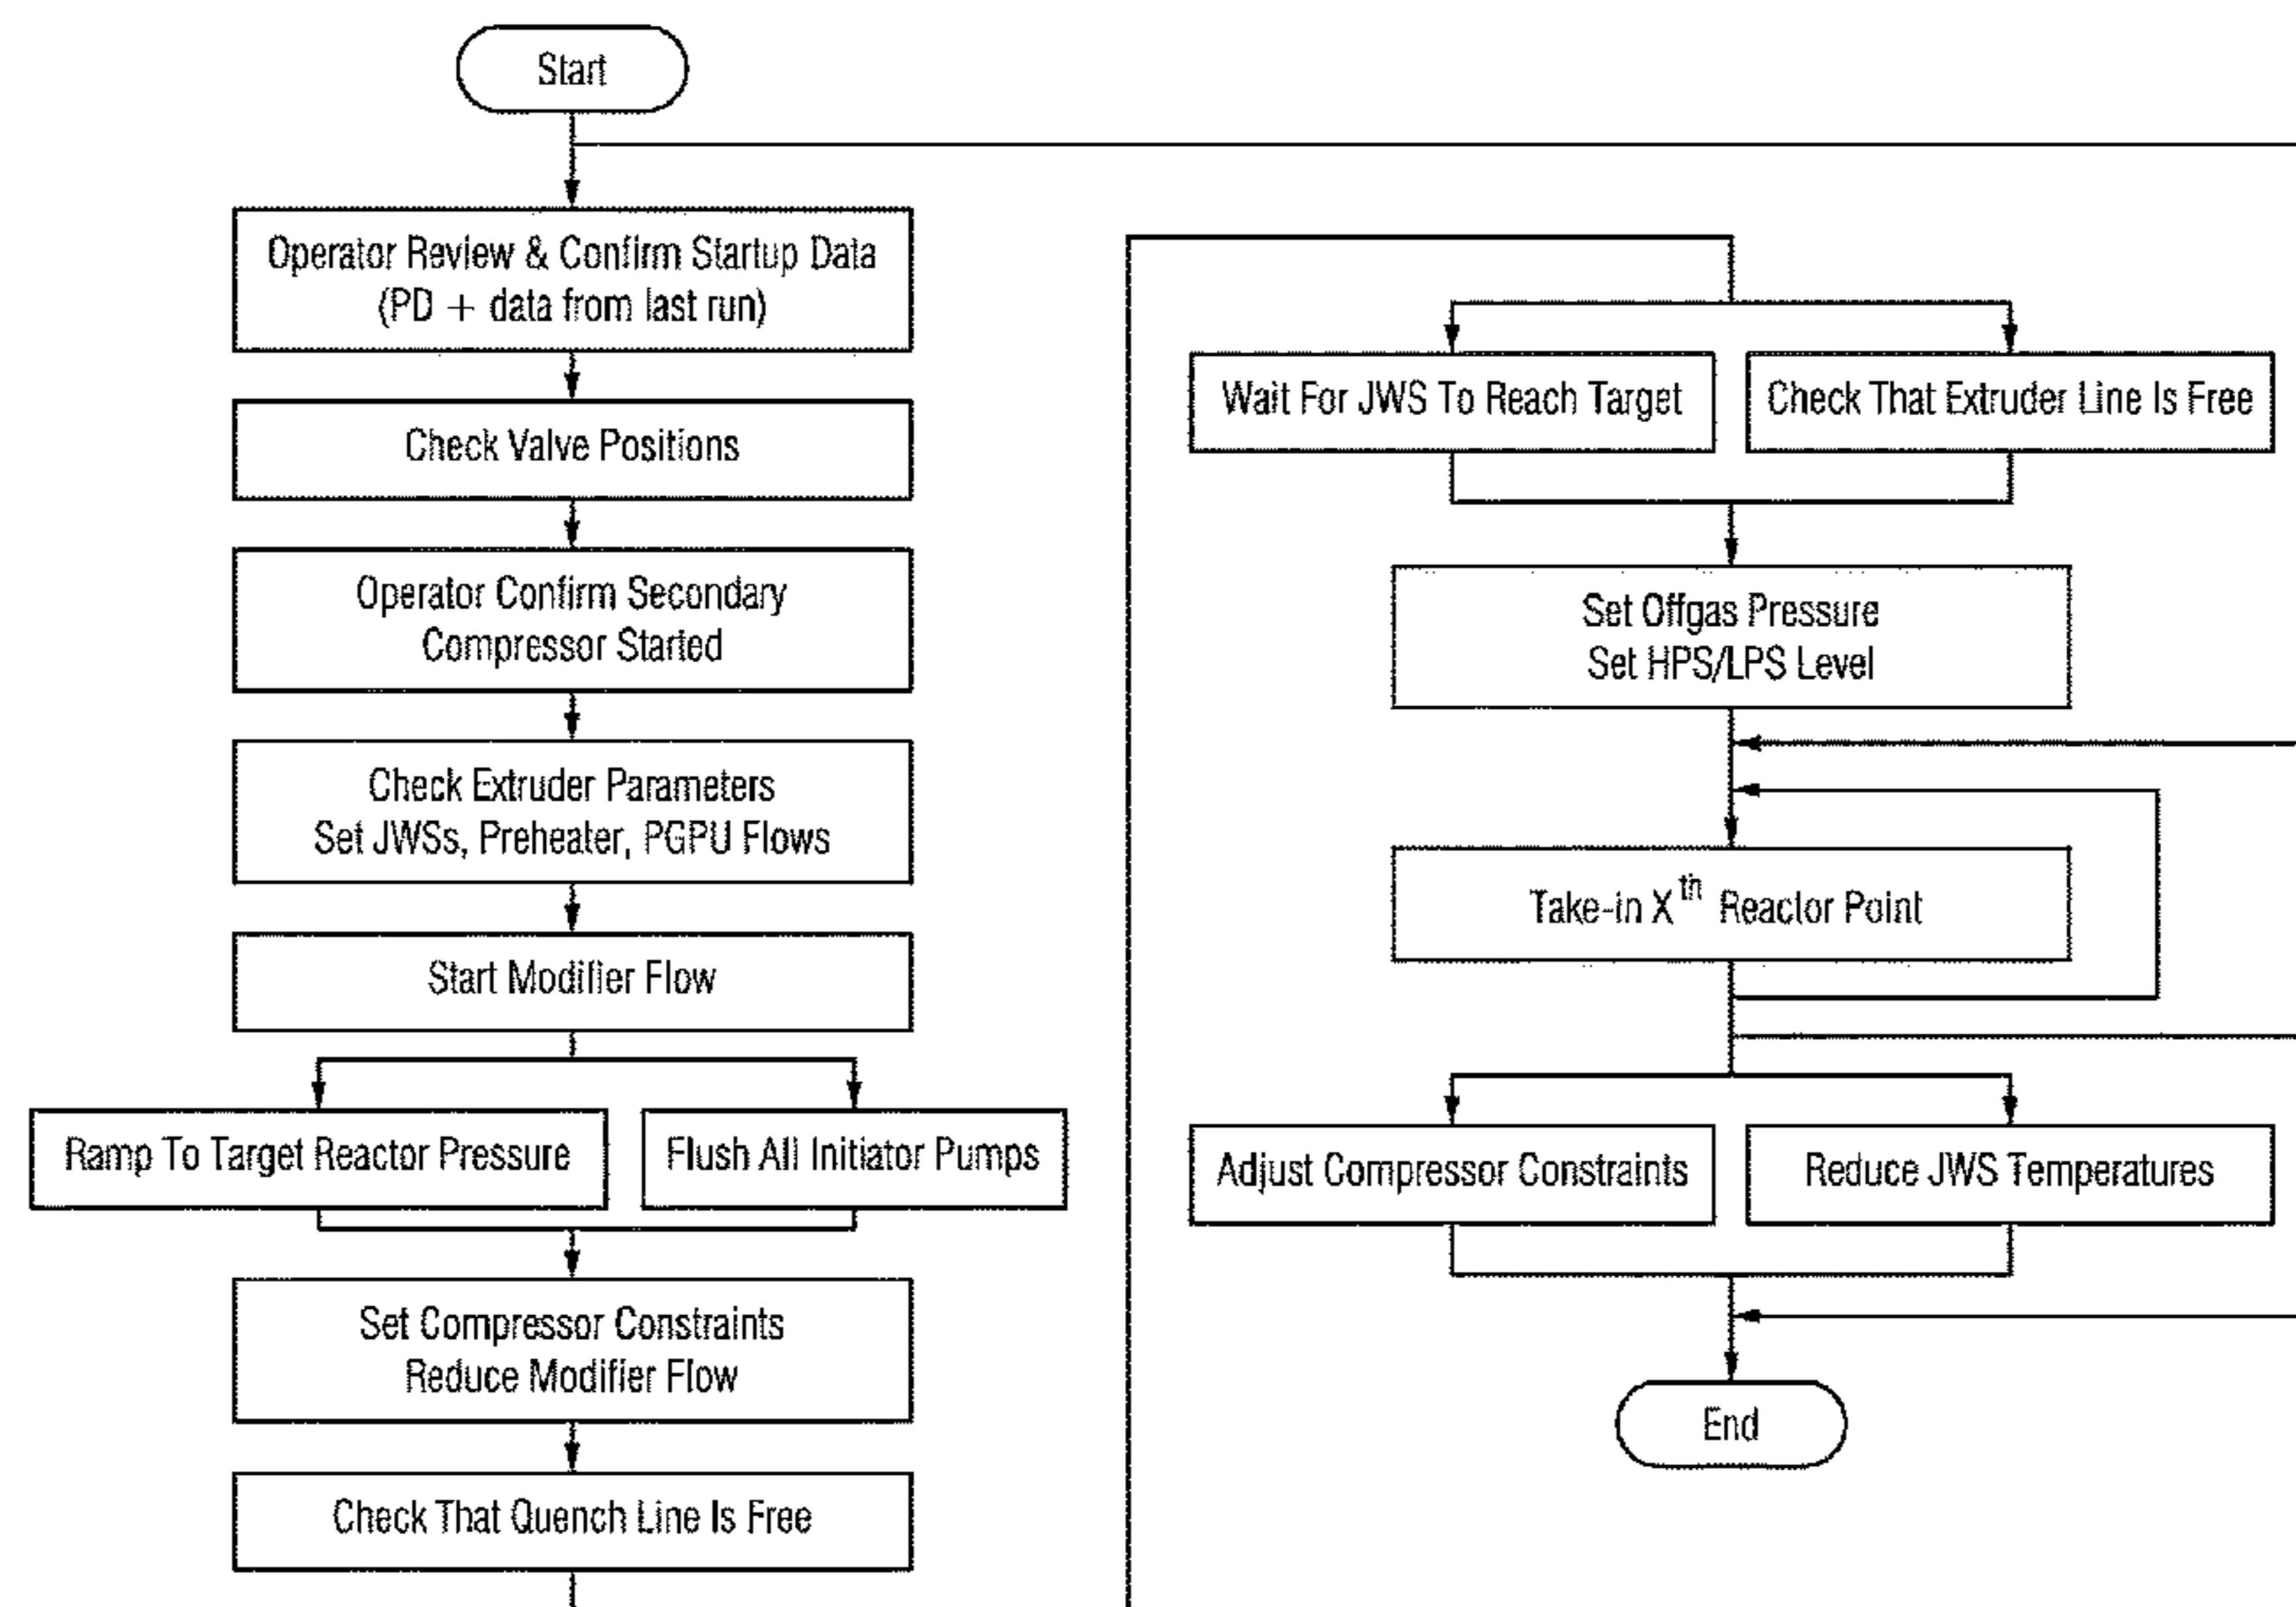 Start
Operator Review & Confirm Startup Data
(PD + data from last run)
Check Valve Positions
Operator Confirm Secondary
Compressor Started
Check Extruder Parameters
Set JWSs, Preheater, PGPU Flows
Start Modifier Flow
Ramp To Target Reactor Pressure
Flush All Initiator Pumps
Set Compressor Constraints
Reduce Modifier Flow
Check That Quench Line Is Free
Wait For JWS To Reach Target
Check That Extruder Line Is Free
Set Offgas Pressure
Set HPS/LPS Level
Take-in X^th Reactor Point
Adjust Compressor Constraints
Reduce JWS Temperatures
End